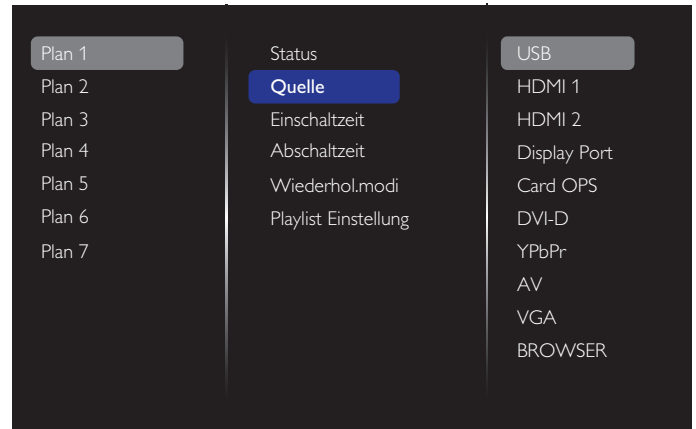 Plan 1
Plan 2
Plan 3
Plan 4
Plan 5
Plan 6
Plan 7
Status
Quelle
Einschaltzeit
Abschaltzeit
Wiederhol.modi
Playlist Einstellung
USB
HDMI 1
HDMI 2
Display Port
Card OPS
DVI-D
YPbPr
AV
VGA
BROWSER